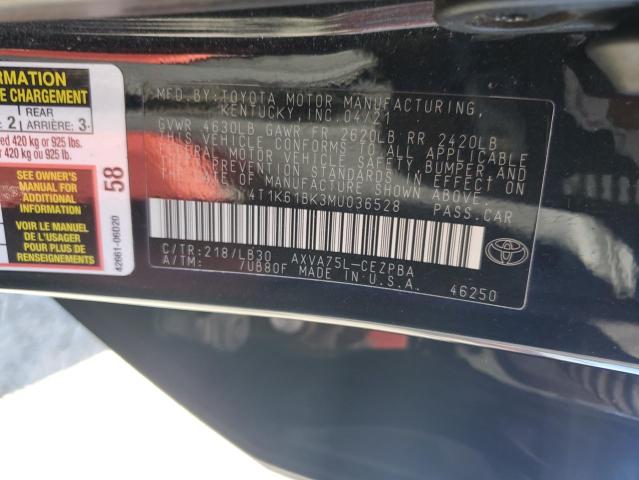 RMATION
E CHARGEMENT
REAR
: 2 ARRIÈRE: 3
ed 420 kg or 925 lbs.
r 420 kg ou 925 lb.
SEE OWNER'S
MANUAL FOR
ADDITIONAL
INFORMATION
VOIR LE MANUEL
DE L'USAGER
POUR PLUS DE
RENSEIGNEMENTS
58
42661-06D20
MFD.BY:TOYOTA MOTOR MANUFACTURING,
KENTUCKY, INC. 04/21
GVWR 4630LB GAWR FR 2620LB RR 2420LB
THIS VEHICLE CONFORMS TO ALL APPLICABLE
FEDERAL MOTOR VEHICLE SAFETY, BUMPER, AND
THEFT PREVENTION STANDARDS IN EFFECT ON
THE DATE OF MANUFACTURE SHOWN ABOVE.
4T1K61BK3MU036528 PASS.CAR
C/TR:218/LB30 AXVA75L-CEZPBA
A/TM: /UB80F MADE IN U.S.A.
46250